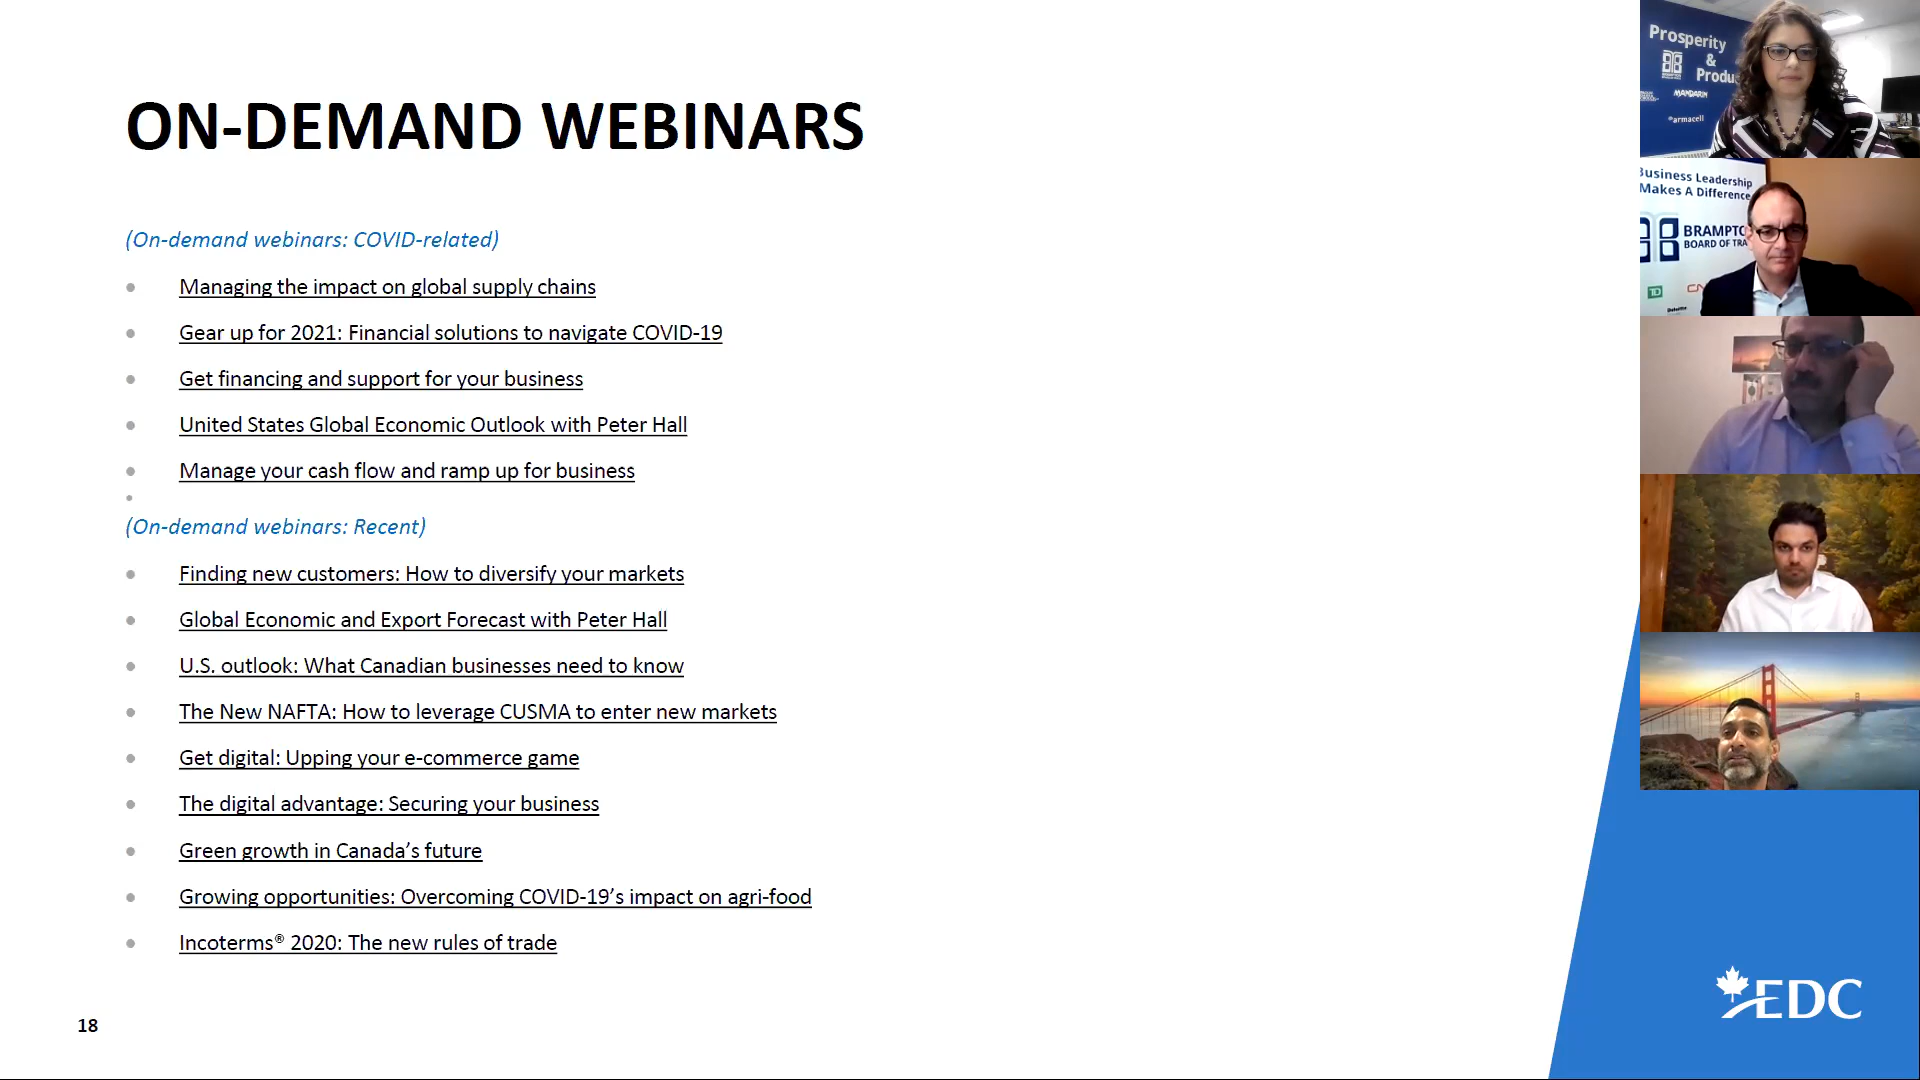 ON-DEMAND WEBINARS
(On-demand webinars: COVID-related)
Managing the impact on global supply chains
Gear up for 2021: Financial solutions to navigate COVID-19
Get financing and support for your business
United States Global Economic Outlook with Peter Hall
Manage your cash flow and ramp up for business
(On-demand webinars: Recent)
Finding new customers: How to diversify your markets
Global Economic and Export Forecast with Peter Hall
U.S. outlook: What Canadian businesses need to know
The New NAFTA: How to leverage CUSMA to enter new markets
Get digital: Upping your e-commerce game
The digital advantage: Securing your business
Green growth in Canada’s future
Growing opportunities: Overcoming COVID-19’s impact on agri-food
Incoterms® 2020: The new rules of trade
18
EDC
Prosperity
&
Produ
MANDARIN
armacell
Business Leadership
Makes A Difference
BRAMPTO
BOARD OF TRA
TD
CN
Deloitte